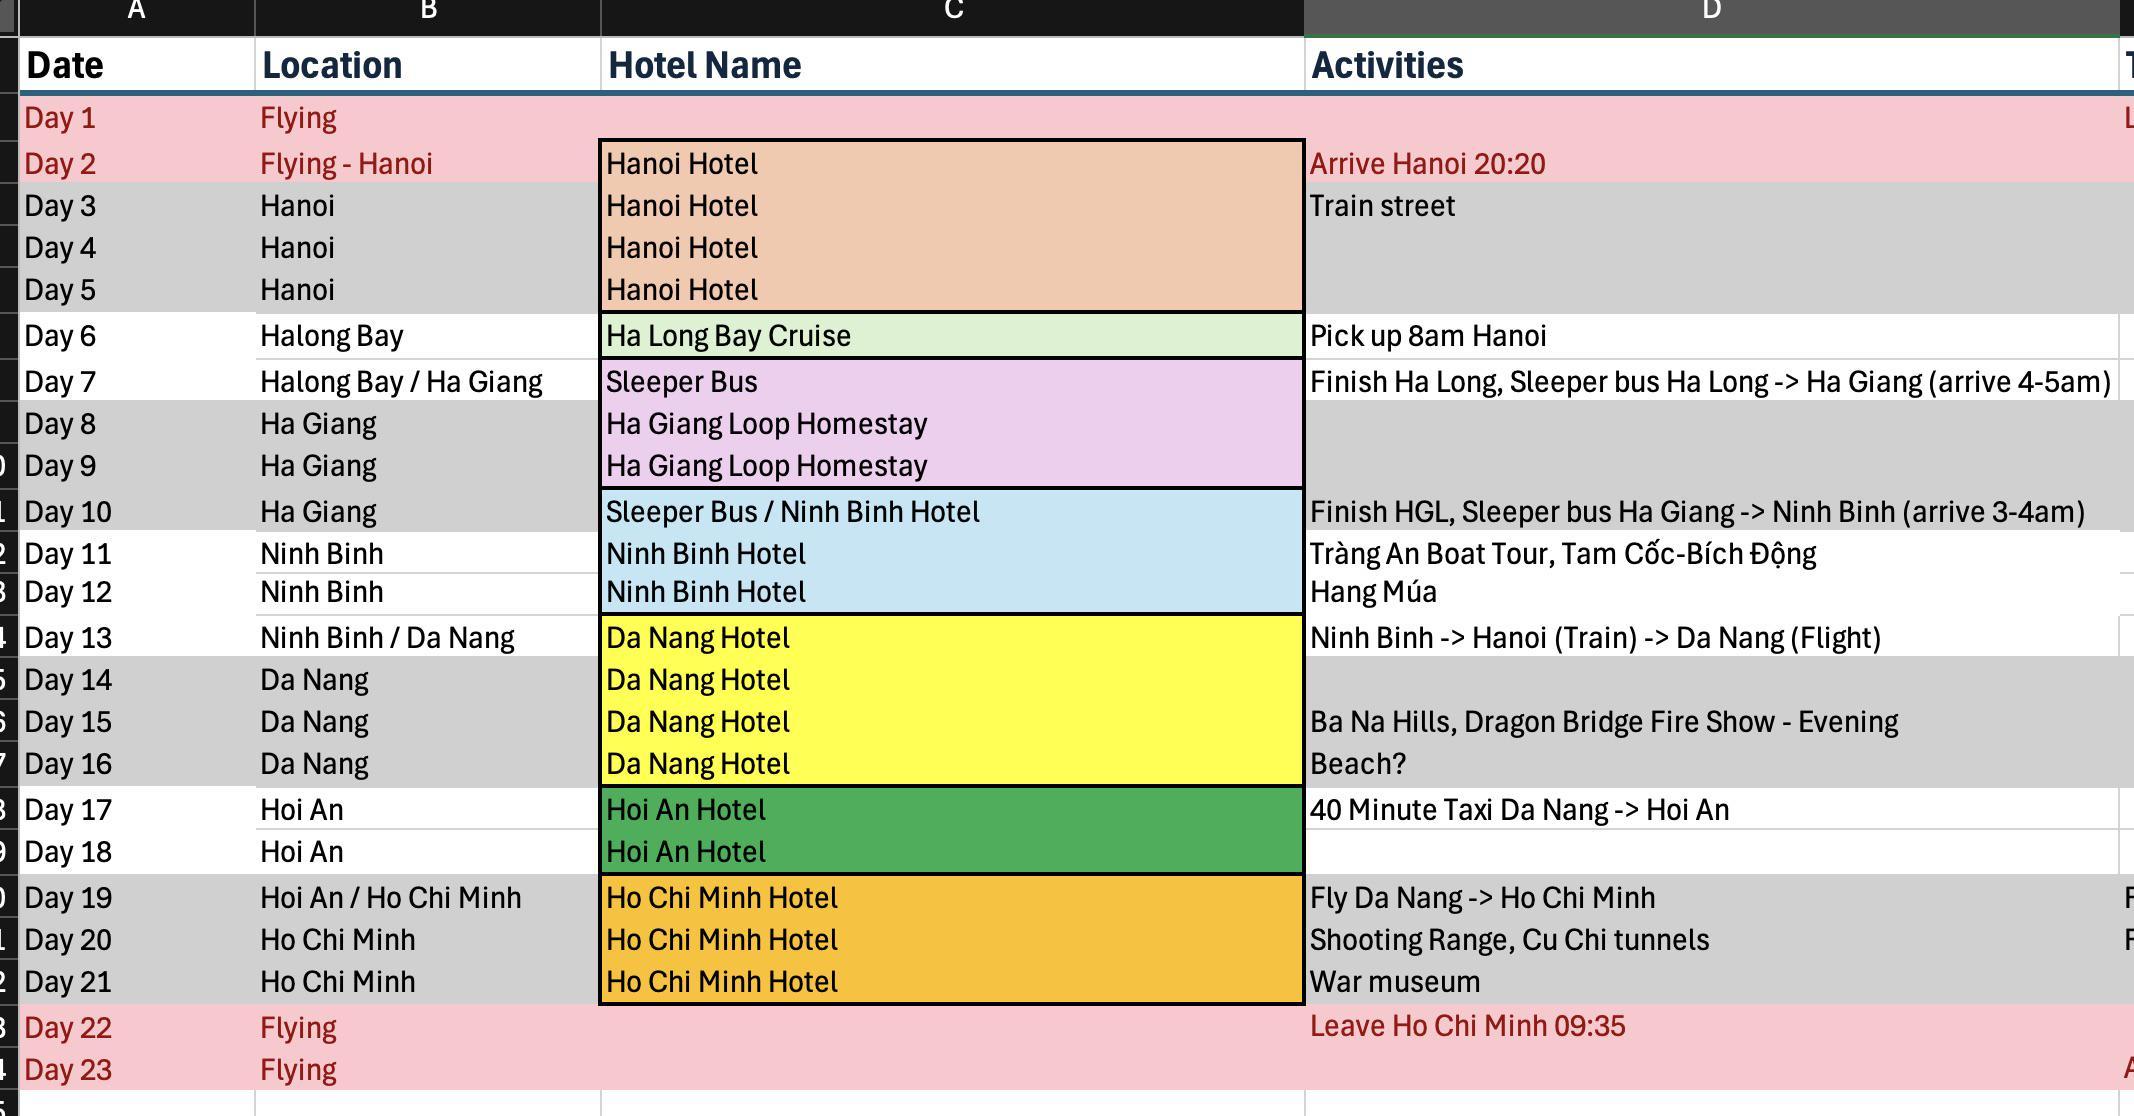 A B C D
Date Location Hotel Name Activities
Day 1 Flying
Day 2 Flying - Hanoi Hanoi Hotel Arrive Hanoi 20:20
Day 3 Hanoi Hanoi Hotel Train street
Day 4 Hanoi Hanoi Hotel
Day 5 Hanoi Hanoi Hotel
Day 6 Halong Bay Ha Long Bay Cruise Pick up 8am Hanoi
Day 7 Halong Bay / Ha Giang Sleeper Bus Finish Ha Long, Sleeper bus Ha Long -> Ha Giang (arrive 4-5am)
Day 8 Ha Giang Ha Giang Loop Homestay
Day 9 Ha Giang Ha Giang Loop Homestay
Day 10 Ha Giang Sleeper Bus / Ninh Binh Hotel Finish HGL, Sleeper bus Ha Giang -> Ninh Binh (arrive 3-4am)
Day 11 Ninh Binh Ninh Binh Hotel Tràng An Boat Tour, Tam Cốc-Bích Động
Day 12 Ninh Binh Ninh Binh Hotel Hang Múa
Day 13 Ninh Binh / Da Nang Da Nang Hotel Ninh Binh -> Hanoi (Train) -> Da Nang (Flight)
Day 14 Da Nang Da Nang Hotel
Day 15 Da Nang Da Nang Hotel Ba Na Hills, Dragon Bridge Fire Show - Evening
Day 16 Da Nang Da Nang Hotel Beach?
Day 17 Hoi An Hoi An Hotel 40 Minute Taxi Da Nang -> Hoi An
Day 18 Hoi An Hoi An Hotel
Day 19 Hoi An / Ho Chi Minh Ho Chi Minh Hotel Fly Da Nang -> Ho Chi Minh
Day 20 Ho Chi Minh Ho Chi Minh Hotel Shooting Range, Cu Chi tunnels
Day 21 Ho Chi Minh Ho Chi Minh Hotel War museum
Day 22 Flying Leave Ho Chi Minh 09:35
Day 23 Flying